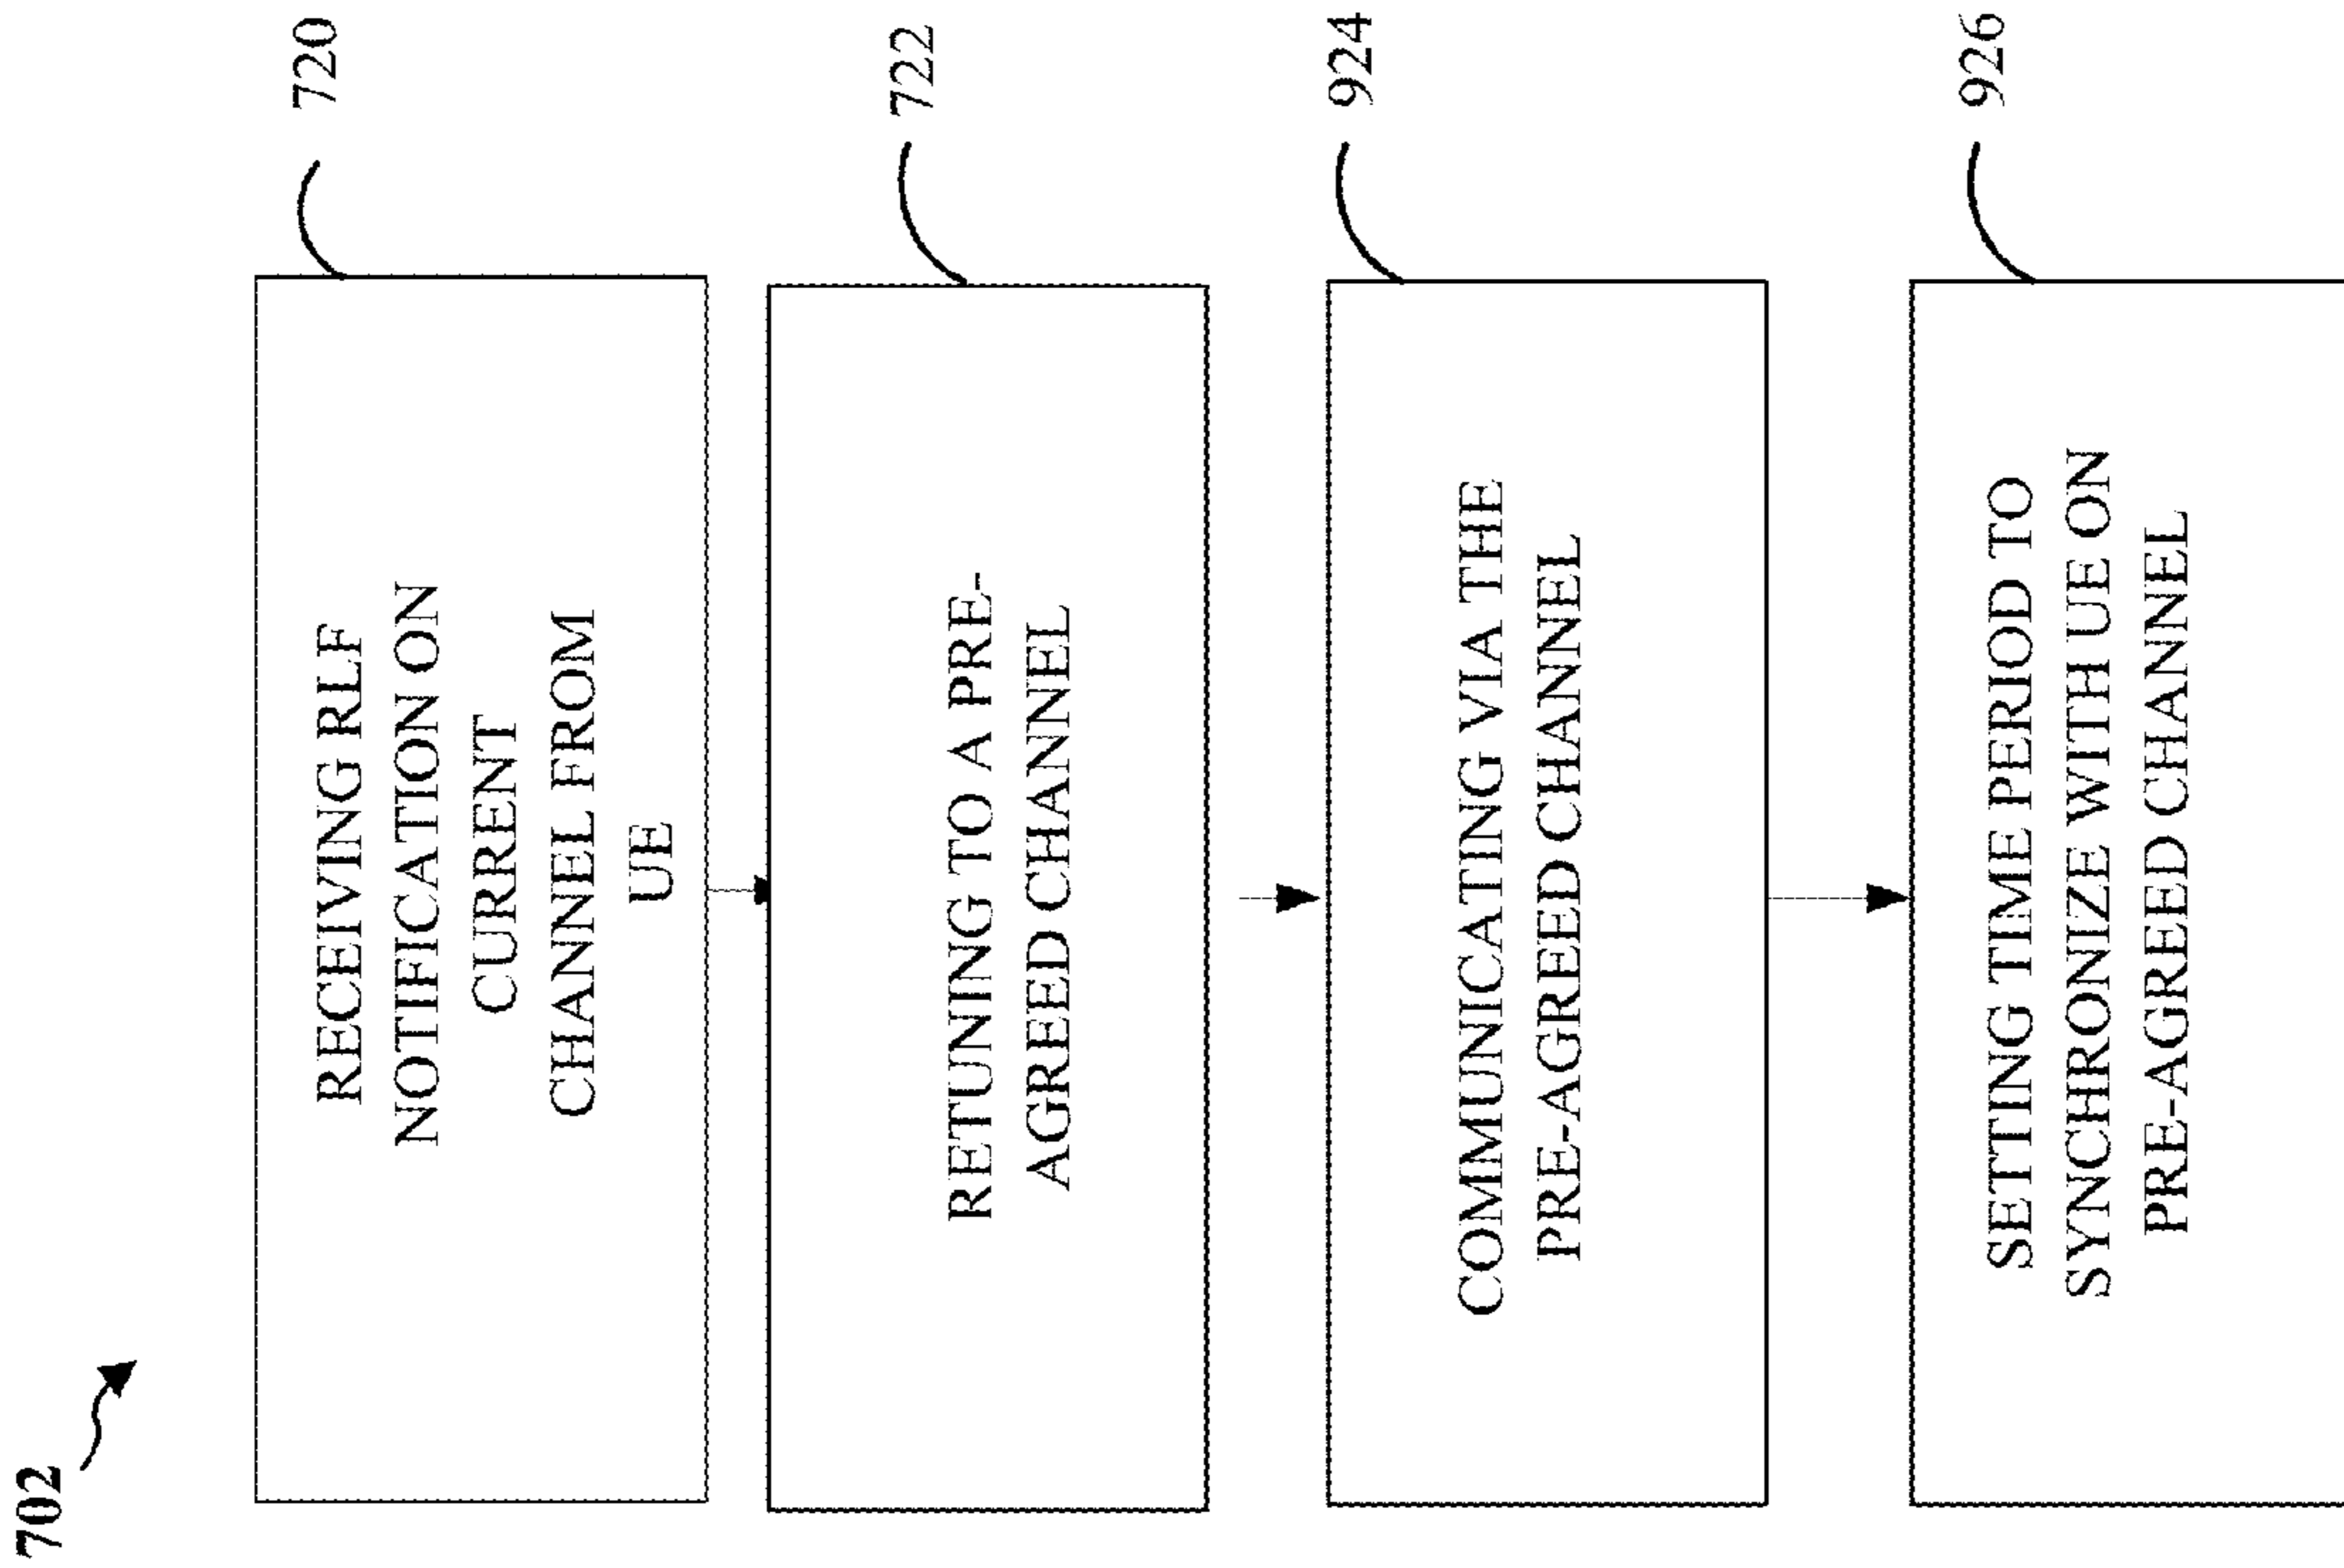 702
RECEIVING RLF
NOTIFICATION ON
CURRENT
CHANNEL FROM
UE
720
RETUNING TO A PRE-
AGREED CHANNEL
722
COMMUNICATING VIA THE
PRE-AGREED CHANNEL
924
SETTING TIME PERIOD TO
SYNCHRONIZE WITH UE ON
PRE-AGREED CHANNEL
926